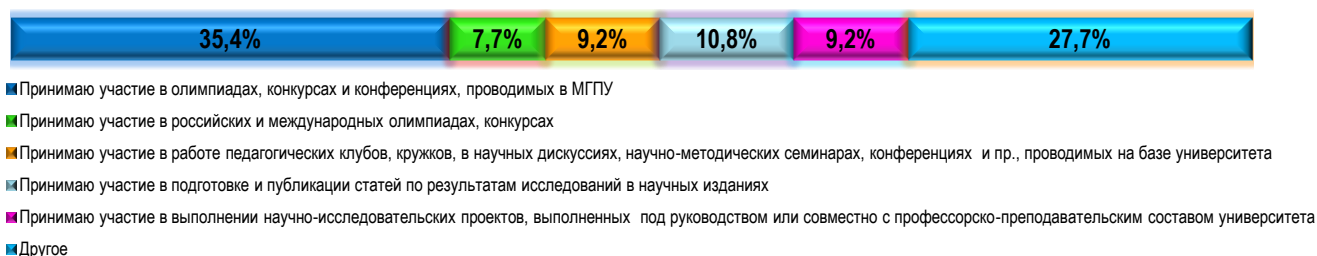 35,4% 7,7% 9,2% 10,8% 9,2% 27,7%
Принимаю участие в олимпиадах, конкурсах и конференциях, проводимых в МГПУ
Принимаю участие в российских и международных олимпиадах, конкурсах
Принимаю участие в работе педагогических клубов, кружков, в научных дискуссиях, научно-методических семинарах, конференциях и пр., проводимых на базе университета
Принимаю участие в подготовке и публикации статей по результатам исследований в научных изданиях
Принимаю участие в выполнении научно-исследовательских проектов, выполненных под руководством или совместно с профессорско-преподавательским составом университета
Другое